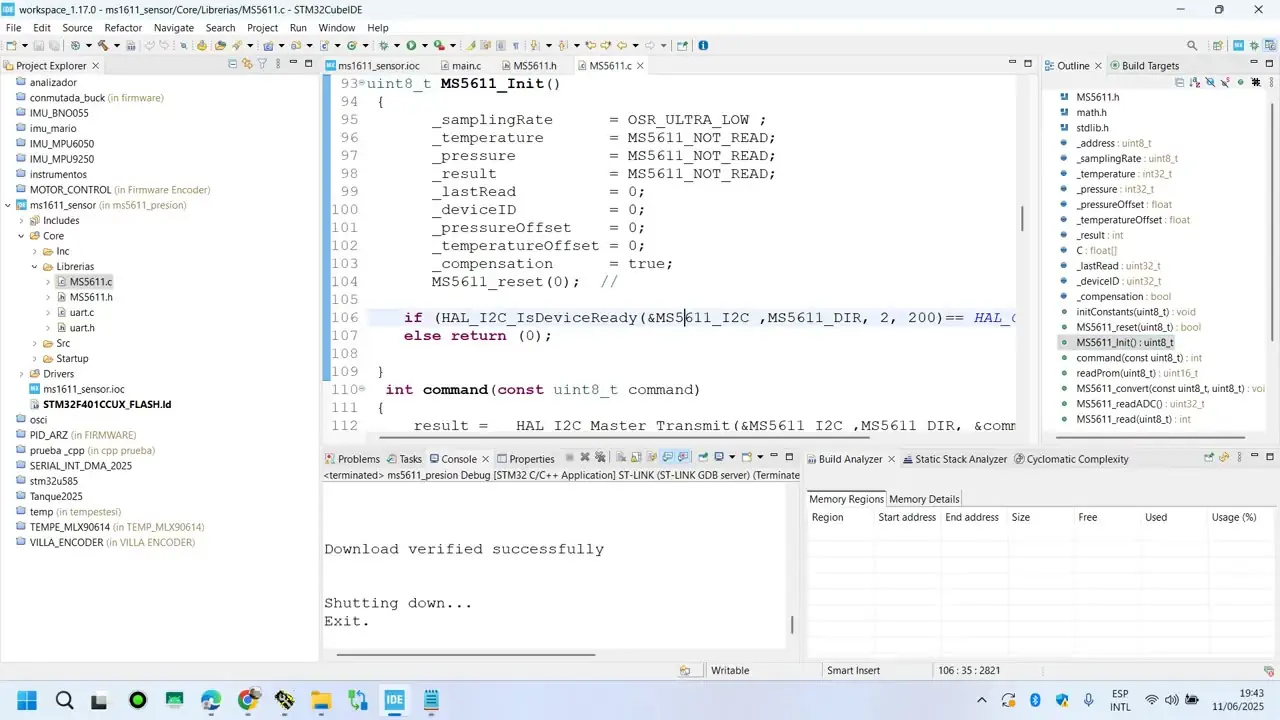 workspace_1.17.0 - ms1611_sensor/Core/Librerias/MS5611.c - STM32CubeIDE
File Edit Source Refactor Navigate Search Project Run Window Help
Project Explorer
analizador
conmutada_buck (in firmware)
IMU_BNO055
imu_mario
IMU_MPU6050
IMU_MPU9250
instrumentos
MOTOR_CONTROL (in Firmware Encoder)
ms1611_sensor (in ms5611_presion)
Includes
Core
Inc
Librerias
MS5611.c
MS5611.h
uart.c
uart.h
Src
Startup
Drivers
ms1611_sensor.ioc
STM32F401CCUX_FLASH.ld
osci
PID_ARZ (in FIRMWARE)
prueba _cpp (in cpp prueba)
SERIAL_INT_DMA_2025
stm32u585
Tanque2025
temp (in tempestesi)
TEMPE_MLX90614 (in TEMP_MLX90614)
VILLA_ENCODER (in VILLA ENCODER)
ms1611_sensor.ioc main.c MS5611.h MS5611.c
93 uint8_t MS5611_Init()
94 {
95 _samplingRate = OSR_ULTRA_LOW ;
96 _temperature = MS5611_NOT_READ;
97 _pressure = MS5611_NOT_READ;
98 _result = MS5611_NOT_READ;
99 _lastRead = 0;
100 _deviceID = 0;
101 _pressureOffset = 0;
102 _temperatureOffset = 0;
103 _compensation = true;
104 MS5611_reset(0); //
105
106 if (HAL_I2C_IsDeviceReady(&MS5611_I2C ,MS5611_DIR, 2, 200)== HAL_
107 else return (0);
108
109 }
110 int command(const uint8_t command)
111 {
112 _result = HAL_I2C_Master_Transmit(&MS5611_I2C ,MS5611_DIR, &comm
Outline Build Targets
MS5611.h
math.h
stdlib.h
_address : uint8_t
_samplingRate : uint8_t
_temperature : int32_t
_pressure : int32_t
_pressureOffset : float
_temperatureOffset : float
_result : int
C : float[]
_lastRead : uint32_t
_deviceID : uint32_t
_compensation : bool
initConstants(uint8_t) : void
MS5611_reset(uint8_t) : bool
MS5611_Init() : uint8_t
command(const uint8_t) : int
readProm(uint8_t) : uint16_t
MS5611_convert(const uint8_t, uint8_t) : voi
MS5611_readADC() : uint32_t
MS5611_read(uint8_t) : int
Problems Tasks Console Properties
<terminated> ms5611_presion Debug [STM32 C/C++ Application] ST-LINK (ST-LINK GDB server) (Terminate
Download verified successfully
Shutting down...
Exit.
Build Analyzer Static Stack Analyzer Cyclomatic Complexity
Memory Regions Memory Details
Region Start address End address Size Free Used Usage (%)
Writable Smart Insert 106 : 35 : 2821
IDE
ESP
INTL
19:43
11/06/2025